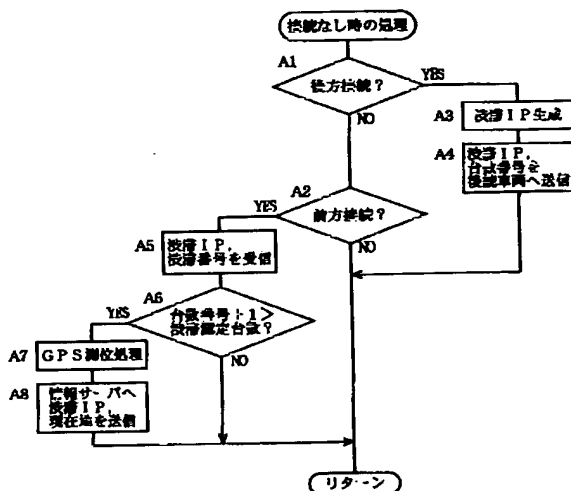 接続なし時の処理
A1
後方接続？
YES
NO
A3
渋滞ＩＰ生成
A4
渋滞ＩＰ，
台数番号を
後続車両へ送信
A2
前方接続？
YES
NO
A5
渋滞ＩＰ，
渋滞番号を受信
A6
台数番号＋1＞
渋滞認定台数？
YES
NO
A7
ＧＰＳ測位処理
A8
情報サーバへ
渋滞ＩＰ，
現在地を送信
リターン